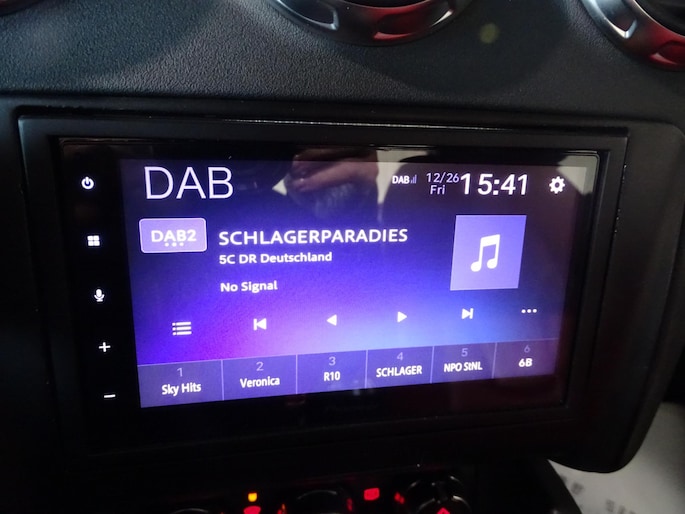 DAB
DAB
12/26
Fri
15:41
DAB2
SCHLAGERPARADIES
5C DR Deutschland
No Signal
1
2
3
4
5
6
Sky Hits
Veronica
R10
SCHLAGER
NPO StNL
6B